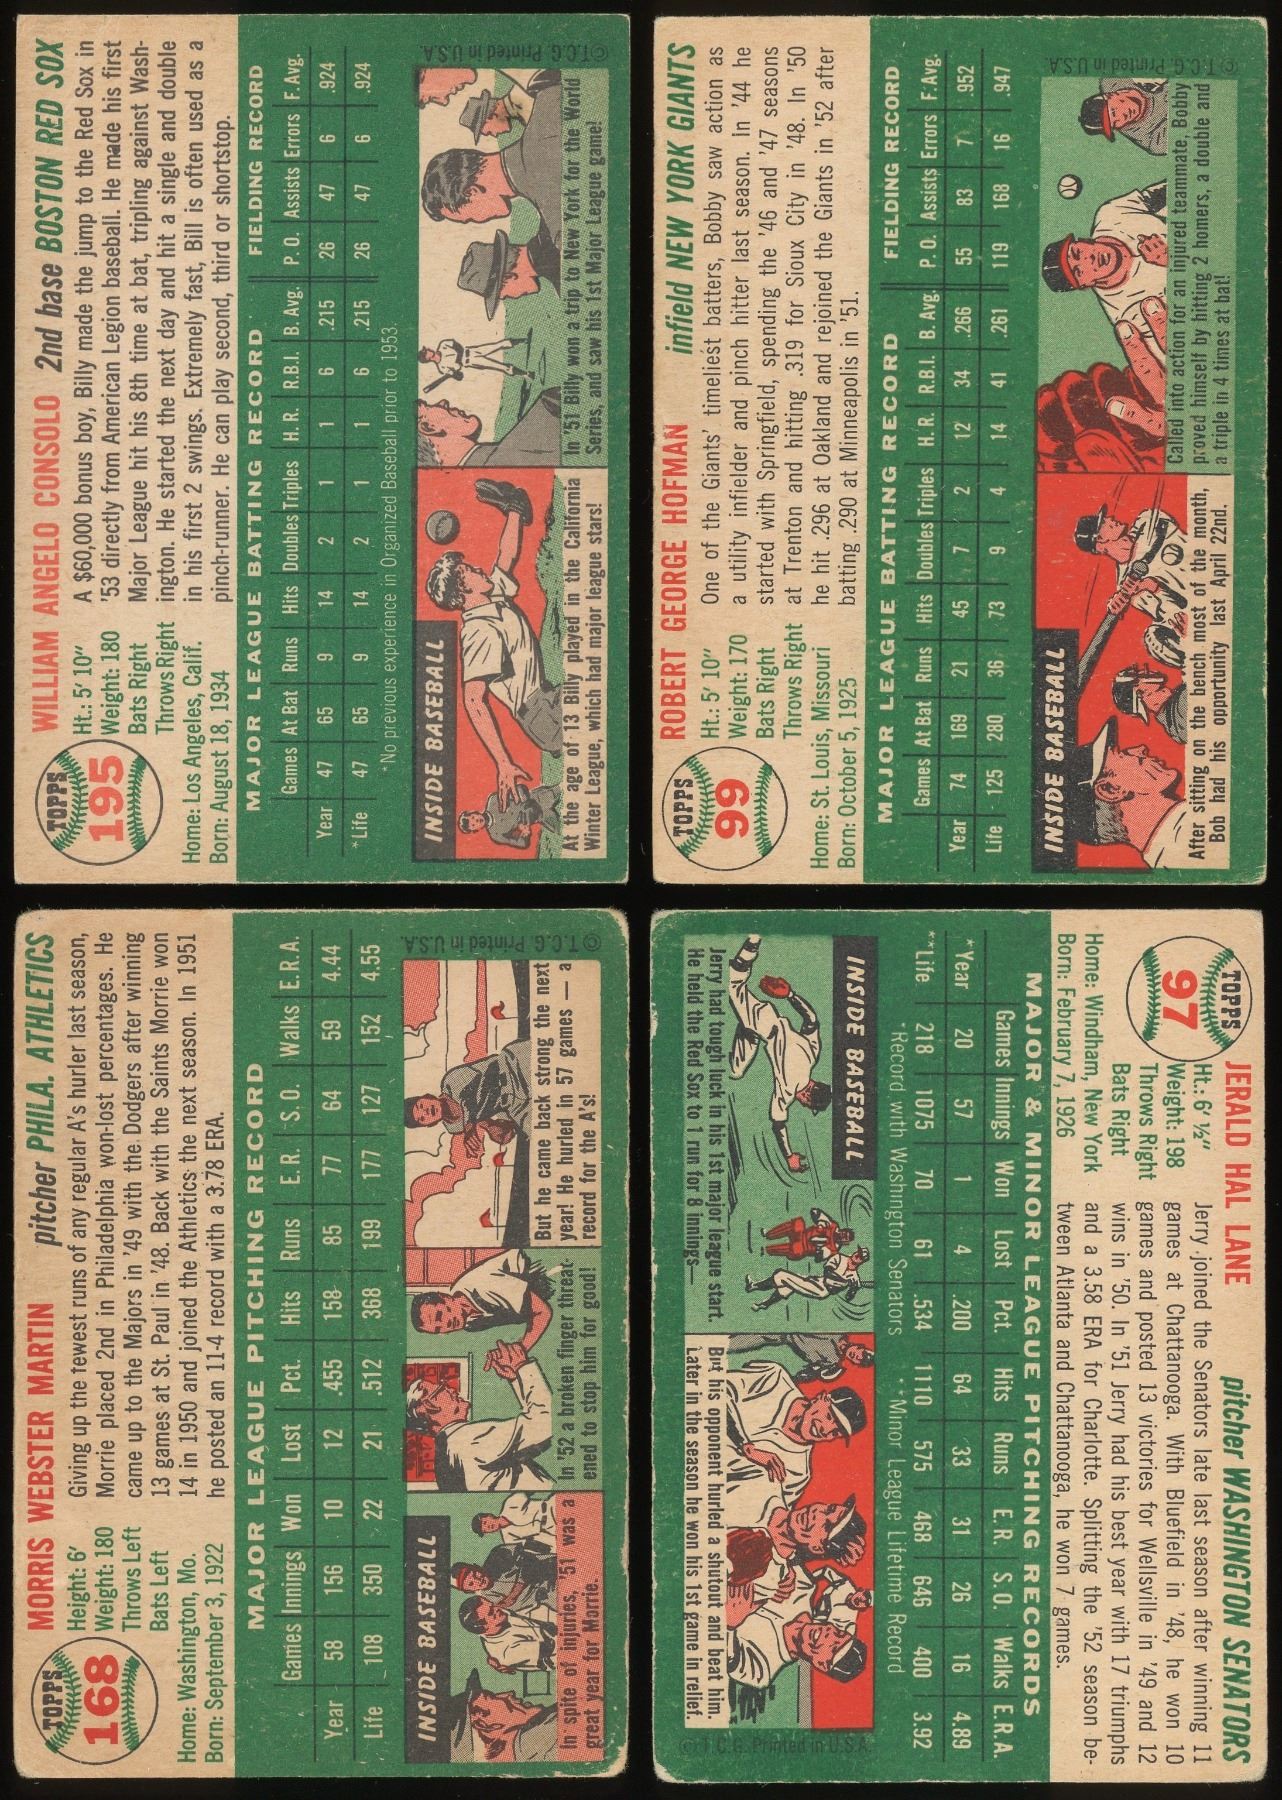 TOPPS
195
WILLIAM ANGELO CONSOLO 2nd base BOSTON RED SOX
Ht.: 5' 10"
Weight: 180
Bats Right
Throws Right
Home: Los Angeles, Calif.
Born: August 18, 1934
A $60,000 bonus boy, Billy made the jump to the Red Sox in
'53 directly from American Legion baseball. He made his first
Major League hit his 8th time at bat, tripling against Wash-
ington. He started the next day and hit a single and double
in his first 2 swings. Extremely fast, Bill is often used as a
pinch-runner. He can play second, third or shortstop.
MAJOR LEAGUE BATTING RECORD FIELDING RECORD
Games At Bat Runs Hits Doubles Triples H. R. R.B.I. B. Avg. P. O. Assists Errors F. Avg.
Year 47 65 9 14 2 1 1 6 .215 26 47 6 .924
*Life 47 65 9 14 2 1 1 6 .215 26 47 6 .924
*No previous experience in Organized Baseball prior to 1953.
INSIDE BASEBALL
At the age of 13 Billy played in the California
Winter League, which had major league stars!
In '51 Billy won a trip to New York for the World
Series, and saw his 1st Major League game!
©T.C.G. Printed in U.S.A.
TOPPS
99
ROBERT GEORGE HOFMAN infield NEW YORK GIANTS
Ht.: 5' 10"
Weight: 170
Bats Right
Throws Right
Home: St. Louis, Missouri
Born: October 5, 1925
One of the Giants' timeliest batters, Bobby saw action as
a utility infielder and pinch hitter last season. In '44 he
started with Springfield, spending the '46 and '47 seasons
at Trenton and hitting .319 for Sioux City in '48. In '50
he hit .296 at Oakland and rejoined the Giants in '52 after
batting .290 at Minneapolis in '51.
MAJOR LEAGUE BATTING RECORD FIELDING RECORD
Games At Bat Runs Hits Doubles Triples H. R. R.B.I. B. Avg. P. O. Assists Errors F. Avg.
Year 74 169 21 45 7 2 12 34 .266 55 83 7 .952
Life 125 280 36 73 9 4 14 41 .261 119 168 16 .947
INSIDE BASEBALL
After sitting on the bench most of the month,
Bob had his opportunity last April 22nd.
Called into action for an injured teammate, Bobby
proved himself by hitting 2 homers, a double and
a triple in 4 times at bat!
©T.C.G. Printed in U.S.A.
TOPPS
168
MORRIS WEBSTER MARTIN pitcher PHILA. ATHLETICS
Height: 6'
Weight: 180
Throws Left
Bats Left
Home: Washington, Mo.
Born: September 3, 1922
Giving up the fewest runs of any regular A's hurler last season,
Morrie placed 2nd in Philadelphia won-lost percentages. He
came up to the Majors in '49 with the Dodgers after winning
13 games at St. Paul in '48. Back with the Saints Morrie won
14 in 1950 and joined the Athletics the next season. In 1951
he posted an 11-4 record with a 3.78 ERA.
MAJOR LEAGUE PITCHING RECORD
Games Innings Won Lost Pct. Hits Runs E. R. S. O. Walks E.R.A.
Year 58 156 10 12 .455 158 85 77 64 59 4.44
Life 108 350 22 21 .512 368 199 177 127 152 4.55
INSIDE BASEBALL
In spite of injuries, '51 was a
great year for Morrie.
In '52 a broken finger threat-
ened to stop him for good!
But he came back strong the next
year! He hurled in 57 games — a
record for the A's!
©T.C.G. Printed in U.S.A.
TOPPS
97
JERALD HAL LANE pitcher WASHINGTON SENATORS
Ht.: 6' ½"
Weight: 198
Throws Right
Bats Right
Home: Windham, New York
Born: February 7, 1926
Jerry joined the Senators late last season after winning 11
games at Chattanooga. With Bluefield in '48, he won 10
games and posted 13 victories for Wellsville in '49 and 12
wins in '50. In '51 Jerry had his best year with 17 triumphs
and a 3.58 ERA for Charlotte. Splitting the '52 season be-
tween Atlanta and Chattanooga, he won 7 games.
MAJOR & MINOR LEAGUE PITCHING RECORDS
Games Innings Won Lost Pct. Hits Runs E.R. S.O. Walks E.R.A.
*Year 20 57 1 4 .200 64 33 31 26 16 4.89
**Life 218 1075 70 61 .534 1110 575 468 646 400 3.92
*Record with Washington Senators **Minor League Lifetime Record
INSIDE BASEBALL
Jerry had tough luck in his 1st major league start.
He held the Red Sox to 1 run for 8 innings—
But his opponent hurled a shutout and beat him.
Later in the season he won his 1st game in relief.
©T.C.G. Printed in U.S.A.